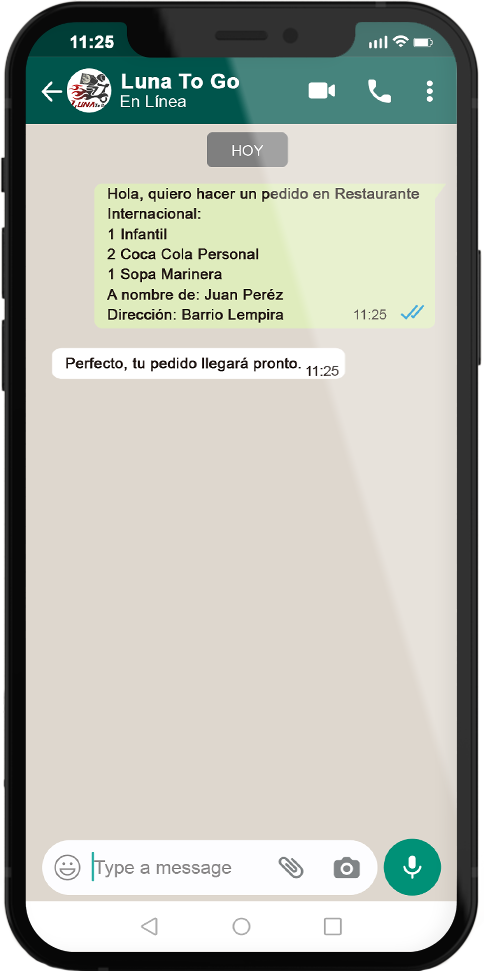 11:25
Luna To Go
En Línea
HOY
Hola, quiero hacer un pedido en Restaurante
Internacional:
1 Infantil
2 Coca Cola Personal
1 Sopa Marinera
A nombre de: Juan Peréz
Dirección: Barrio Lempira
11:25
Perfecto, tu pedido llegará pronto.
11:25
Type a message